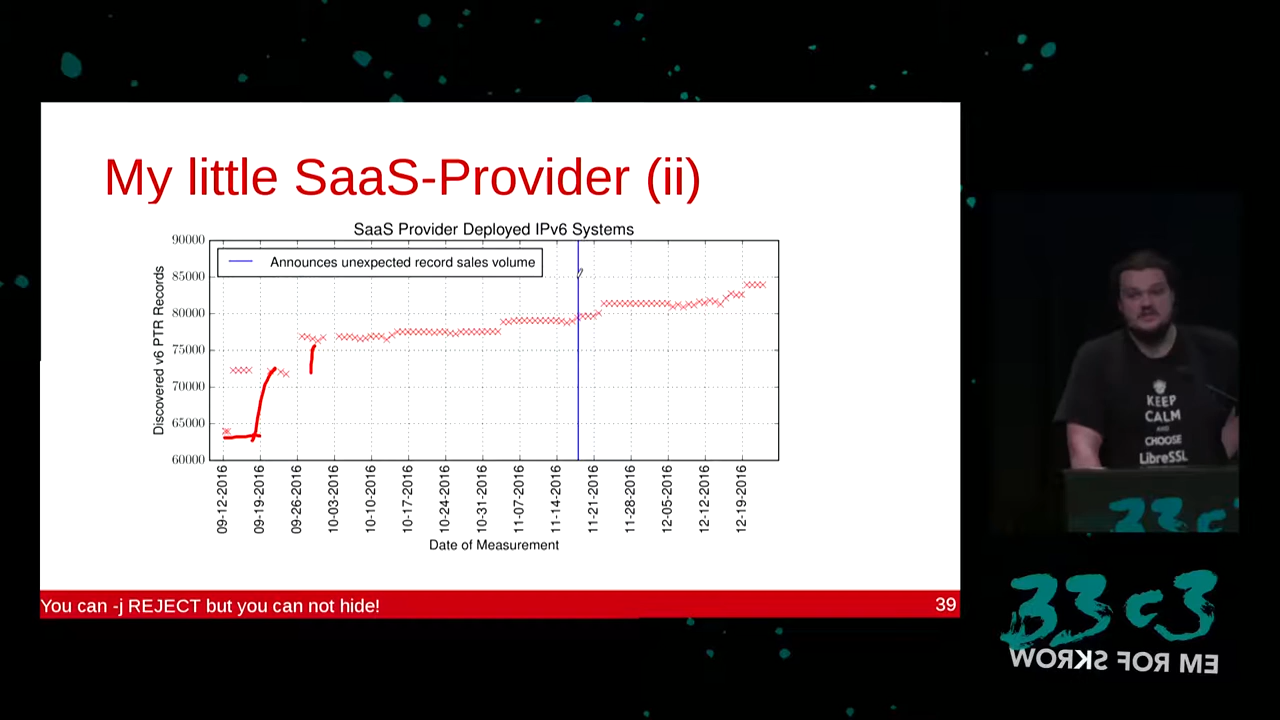 My little SaaS-Provider (ii)
SaaS Provider Deployed IPv6 Systems
Announces unexpected record sales volume
Discovered v6 PTR Records
90000
85000
80000
75000
70000
65000
60000
09-12-2016
09-19-2016
09-26-2016
10-03-2016
10-10-2016
10-17-2016
10-24-2016
10-31-2016
11-07-2016
11-14-2016
11-21-2016
11-28-2016
12-05-2016
12-12-2016
12-19-2016
Date of Measurement
You can -j REJECT but you can not hide!
39
KEEP
CALM
AND
CHOOSE
LibreSSL
33c3
33c3
WORKS FOR ME